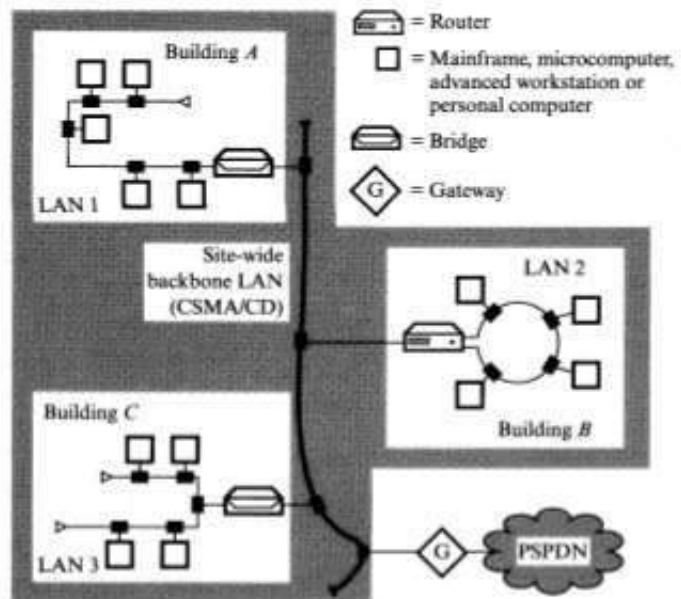 Building A
LAN 1
= Router
= Mainframe, microcomputer,
advanced workstation or
personal computer
= Bridge
G = Gateway
Site-wide
backbone LAN
(CSMA/CD)
LAN 2
Building B
Building C
LAN 3
G
PSPDN